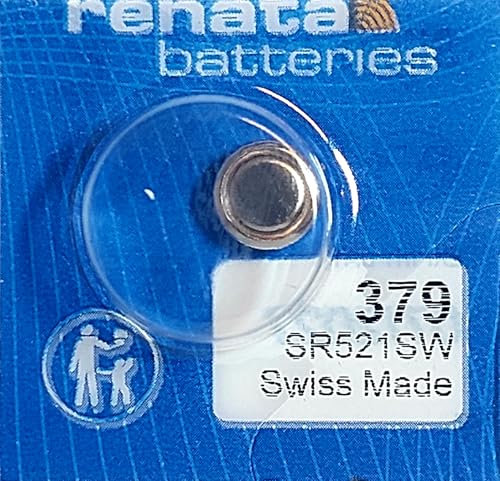 renata
batteries
379
SR521SW
Swiss Made